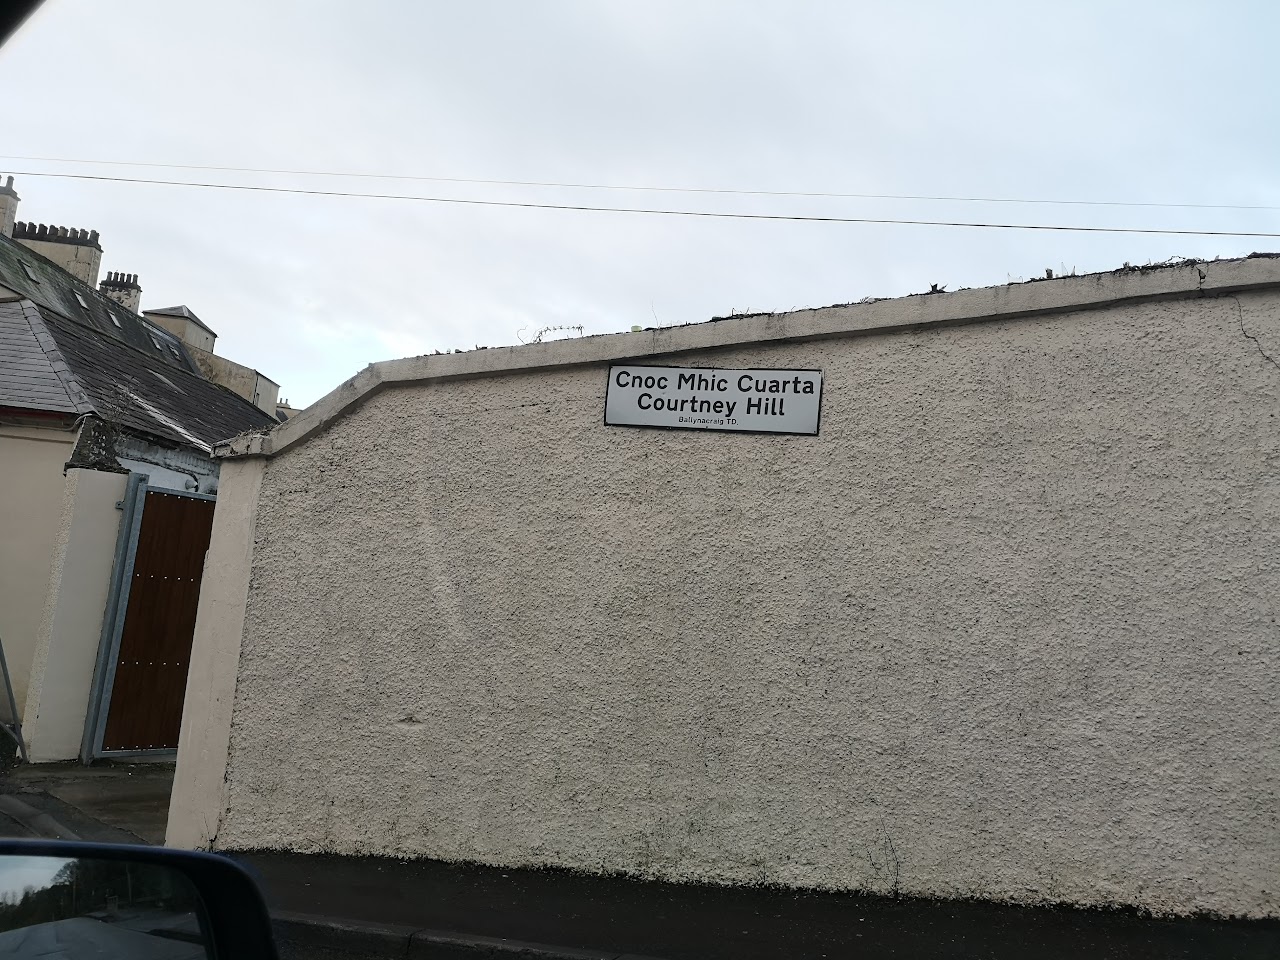 Cnoc Mhic Cuarta
Courtney Hill
Ballynacraig TD.